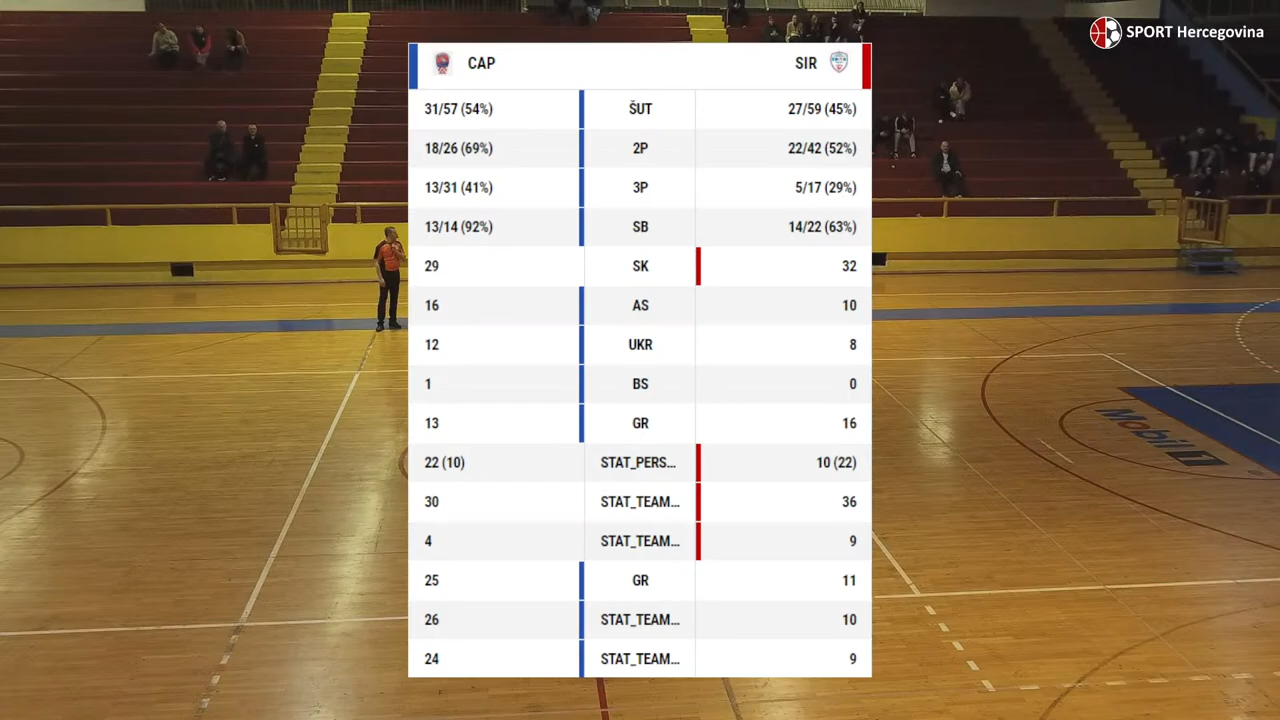 SPORT Hercegovina
CAP SIR
31/57 (54%) ŠUT 27/59 (45%)
18/26 (69%) 2P 22/42 (52%)
13/31 (41%) 3P 5/17 (29%)
13/14 (92%) SB 14/22 (63%)
29 SK 32
16 AS 10
12 UKR 8
1 BS 0
13 GR 16
22 (10) STAT_PERS... 10 (22)
30 STAT_TEAM... 36
4 STAT_TEAM... 9
25 GR 11
26 STAT_TEAM... 10
24 STAT_TEAM... 9
Mobil 1